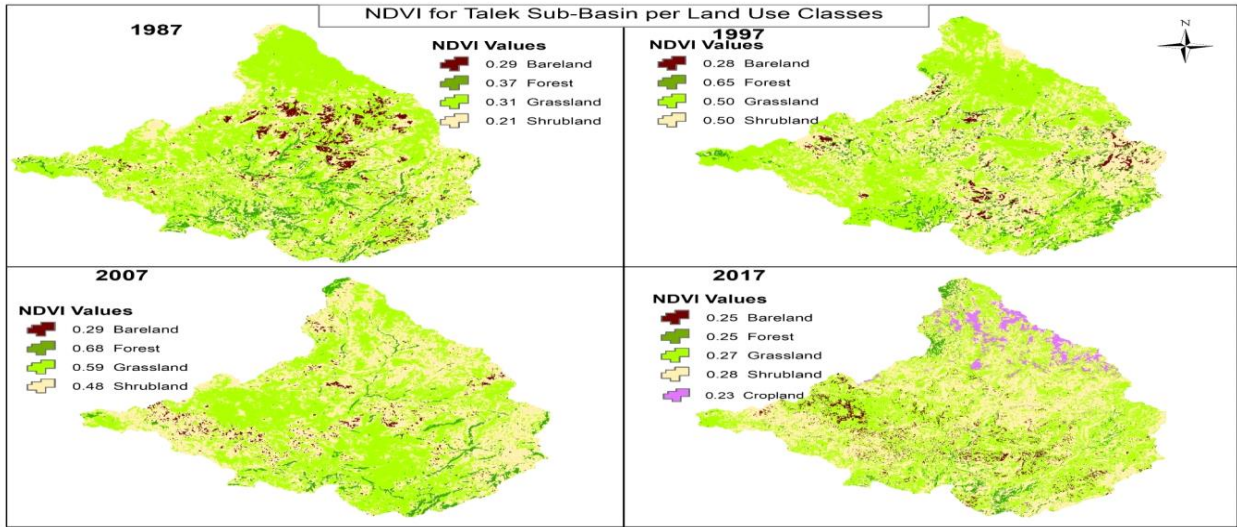 NDVI for Talek Sub-Basin per Land Use Classes
1987
NDVI Values
0.29 Bareland
0.37 Forest
0.31 Grassland
0.21 Shrubland
1997
NDVI Values
0.28 Bareland
0.65 Forest
0.50 Grassland
0.50 Shrubland
N
2007
NDVI Values
0.29 Bareland
0.68 Forest
0.59 Grassland
0.48 Shrubland
2017
NDVI Values
0.25 Bareland
0.25 Forest
0.27 Grassland
0.28 Shrubland
0.23 Cropland